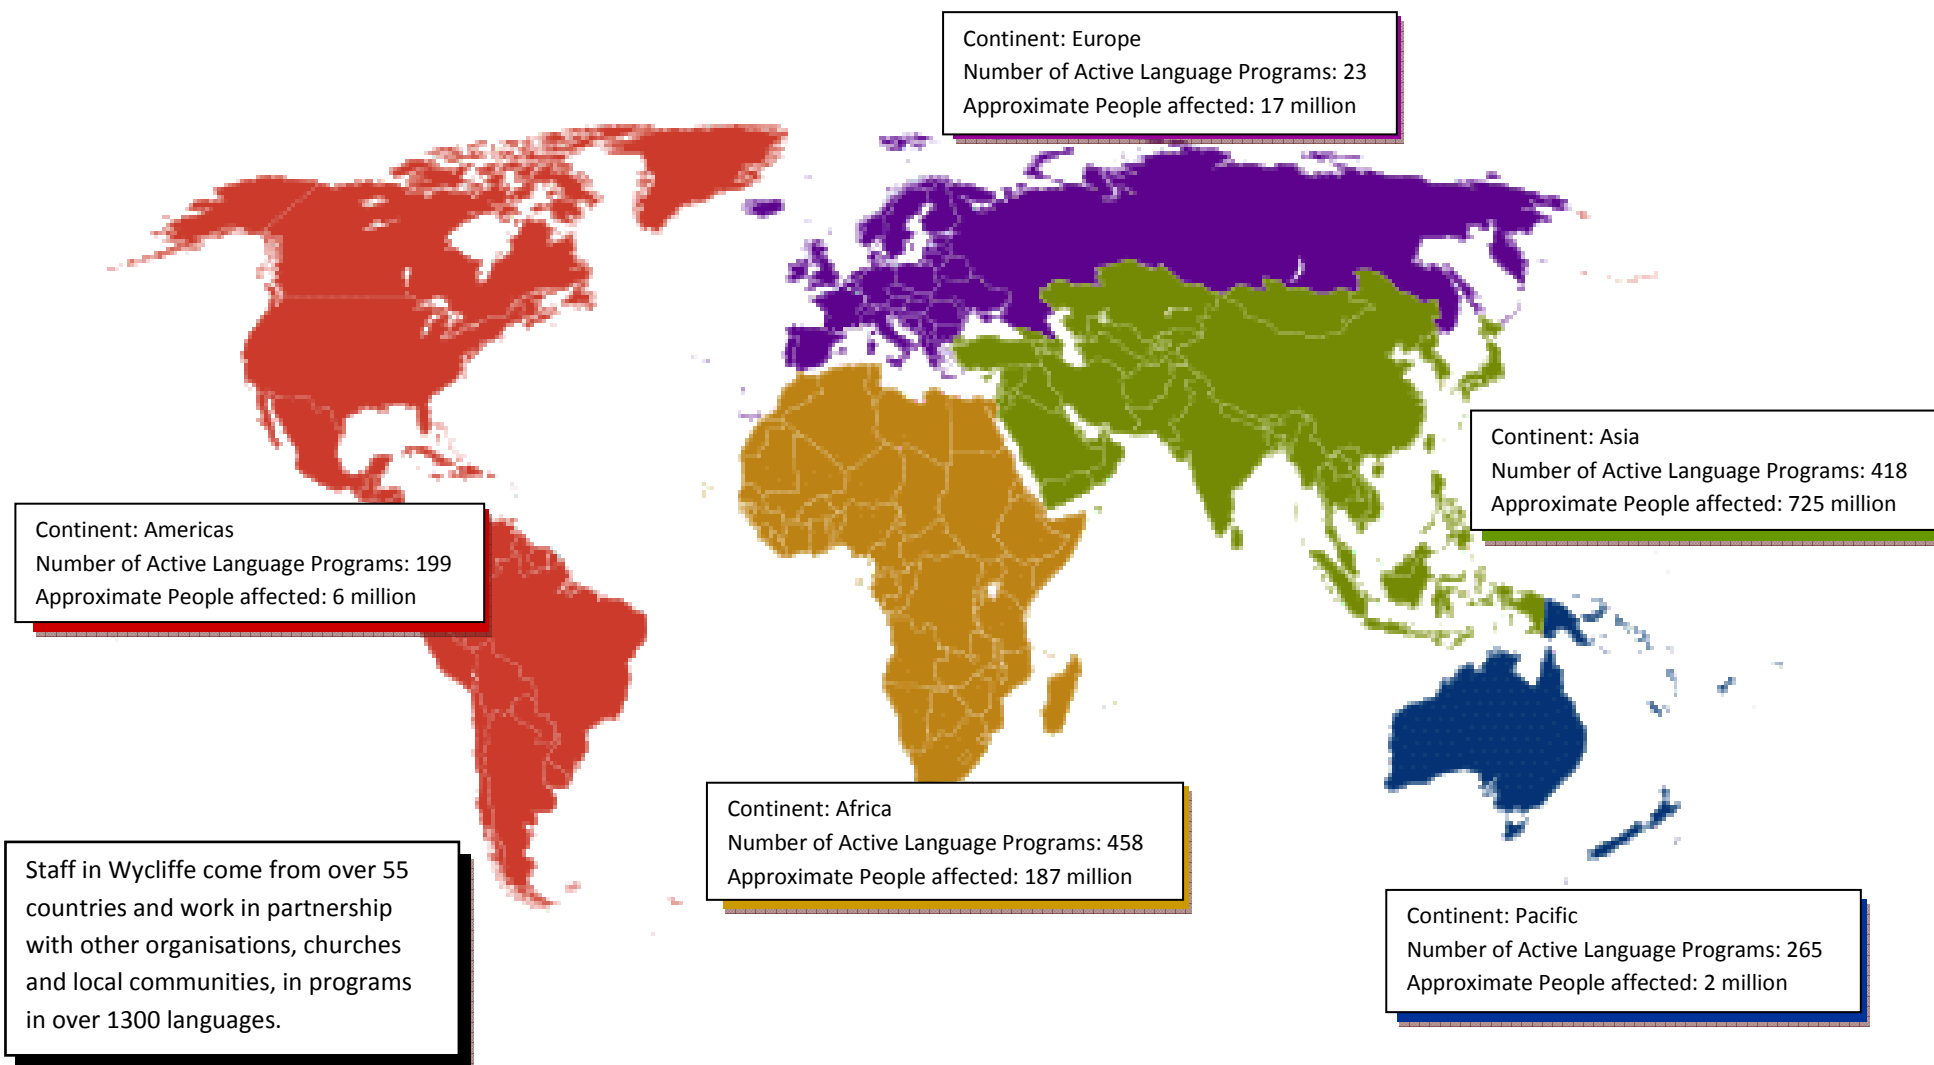 Continent: Europe
Number of Active Language Programs: 23
Approximate People affected: 17 million
Continent: Asia
Number of Active Language Programs: 418
Approximate People affected: 725 million
Continent: Americas
Number of Active Language Programs: 199
Approximate People affected: 6 million
Continent: Africa
Number of Active Language Programs: 458
Approximate People affected: 187 million
Staff in Wycliffe come from over 55
countries and work in partnership
with other organisations, churches
and local communities, in programs
in over 1300 languages.
Continent: Pacific
Number of Active Language Programs: 265
Approximate People affected: 2 million